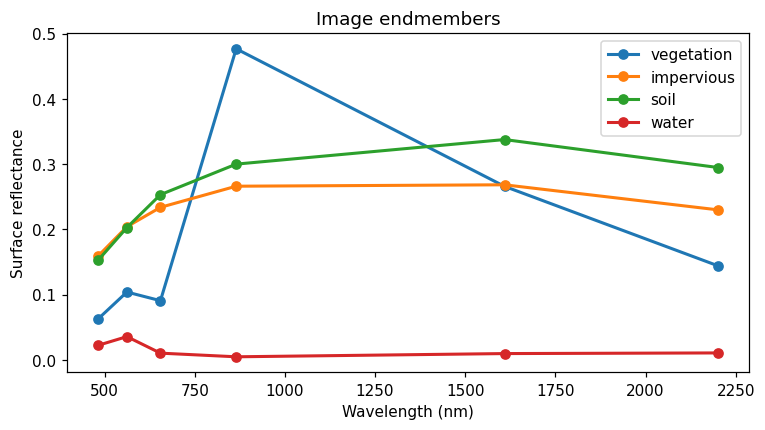 Image endmembers
Surface reflectance
0.5
0.4
0.3
0.2
0.1
0.0
vegetation
impervious
soil
water
500 750 1000 1250 1500 1750 2000 2250
Wavelength (nm)